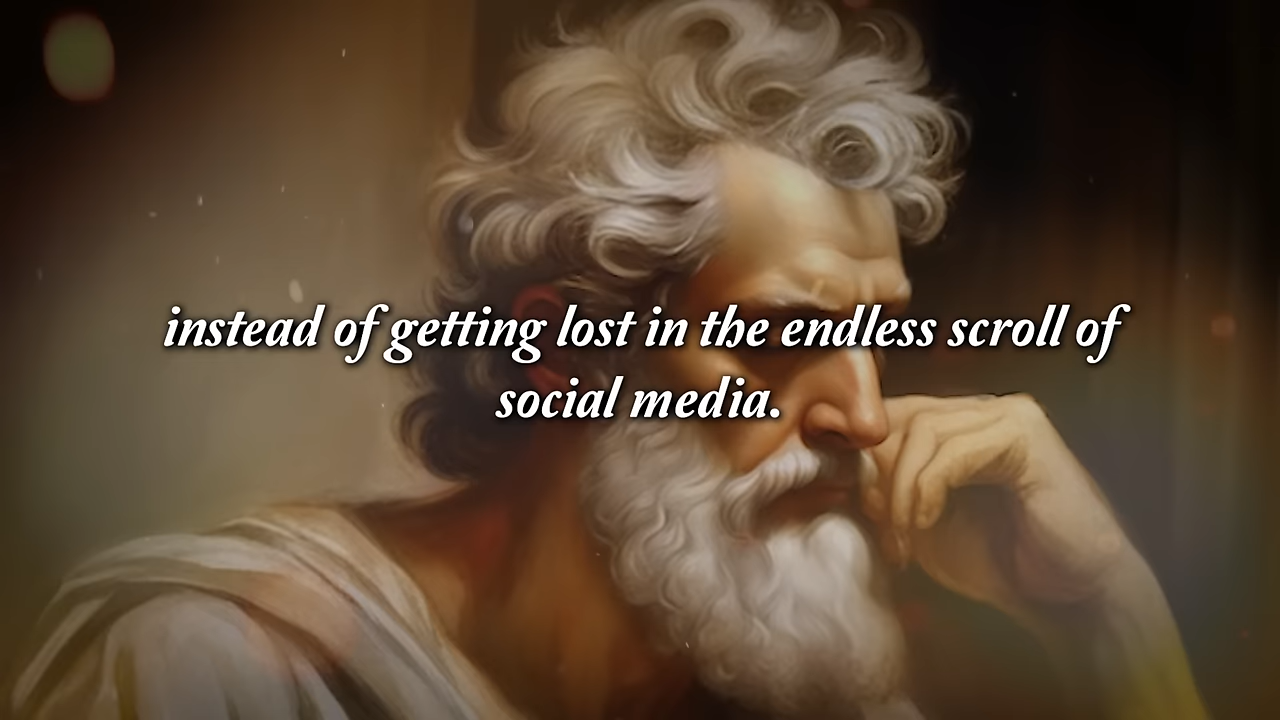 instead of getting lost in the endless scroll of
social media.